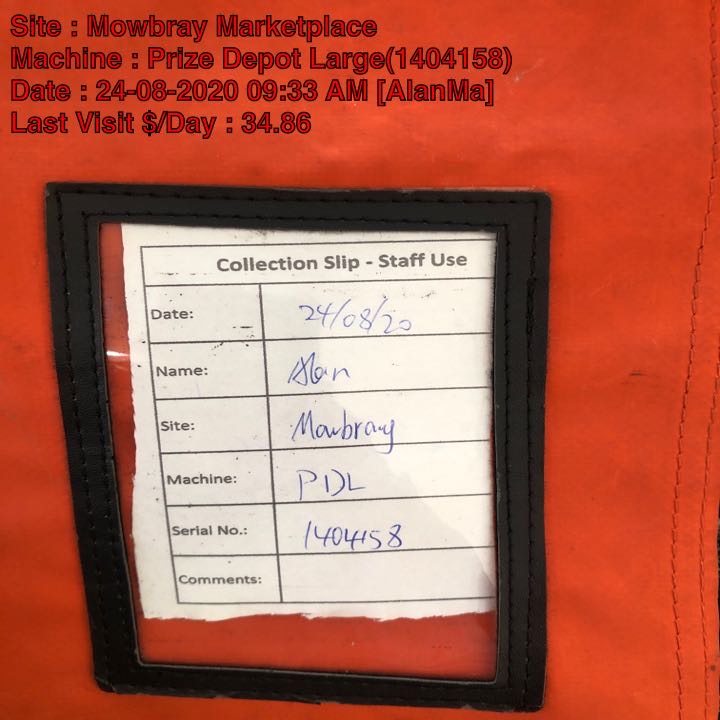 Site : Mowbray Marketplace
Machine : Prize Depot Large(1404158)
Date : 24-08-2020 09:33 AM [AlanMa]
Last Visit $/Day : 34.86
Collection Slip - Staff Use
Date: 24/08/20
Name: Alan
Site: Mowbray
Machine: PDL
Serial No.: 1404158
Comments: